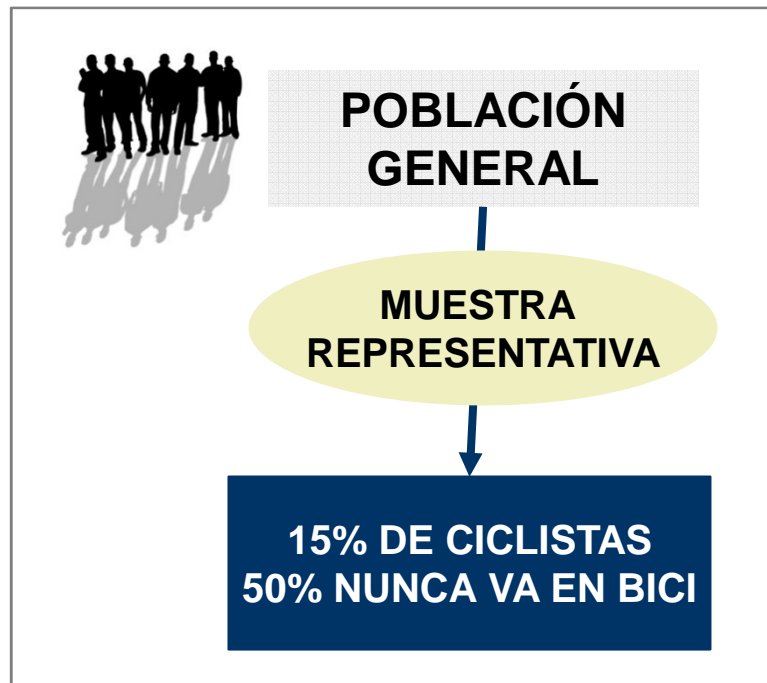 POBLACIÓN
GENERAL
MUESTRA
REPRESENTATIVA
15% DE CICLISTAS
50% NUNCA VA EN BICI